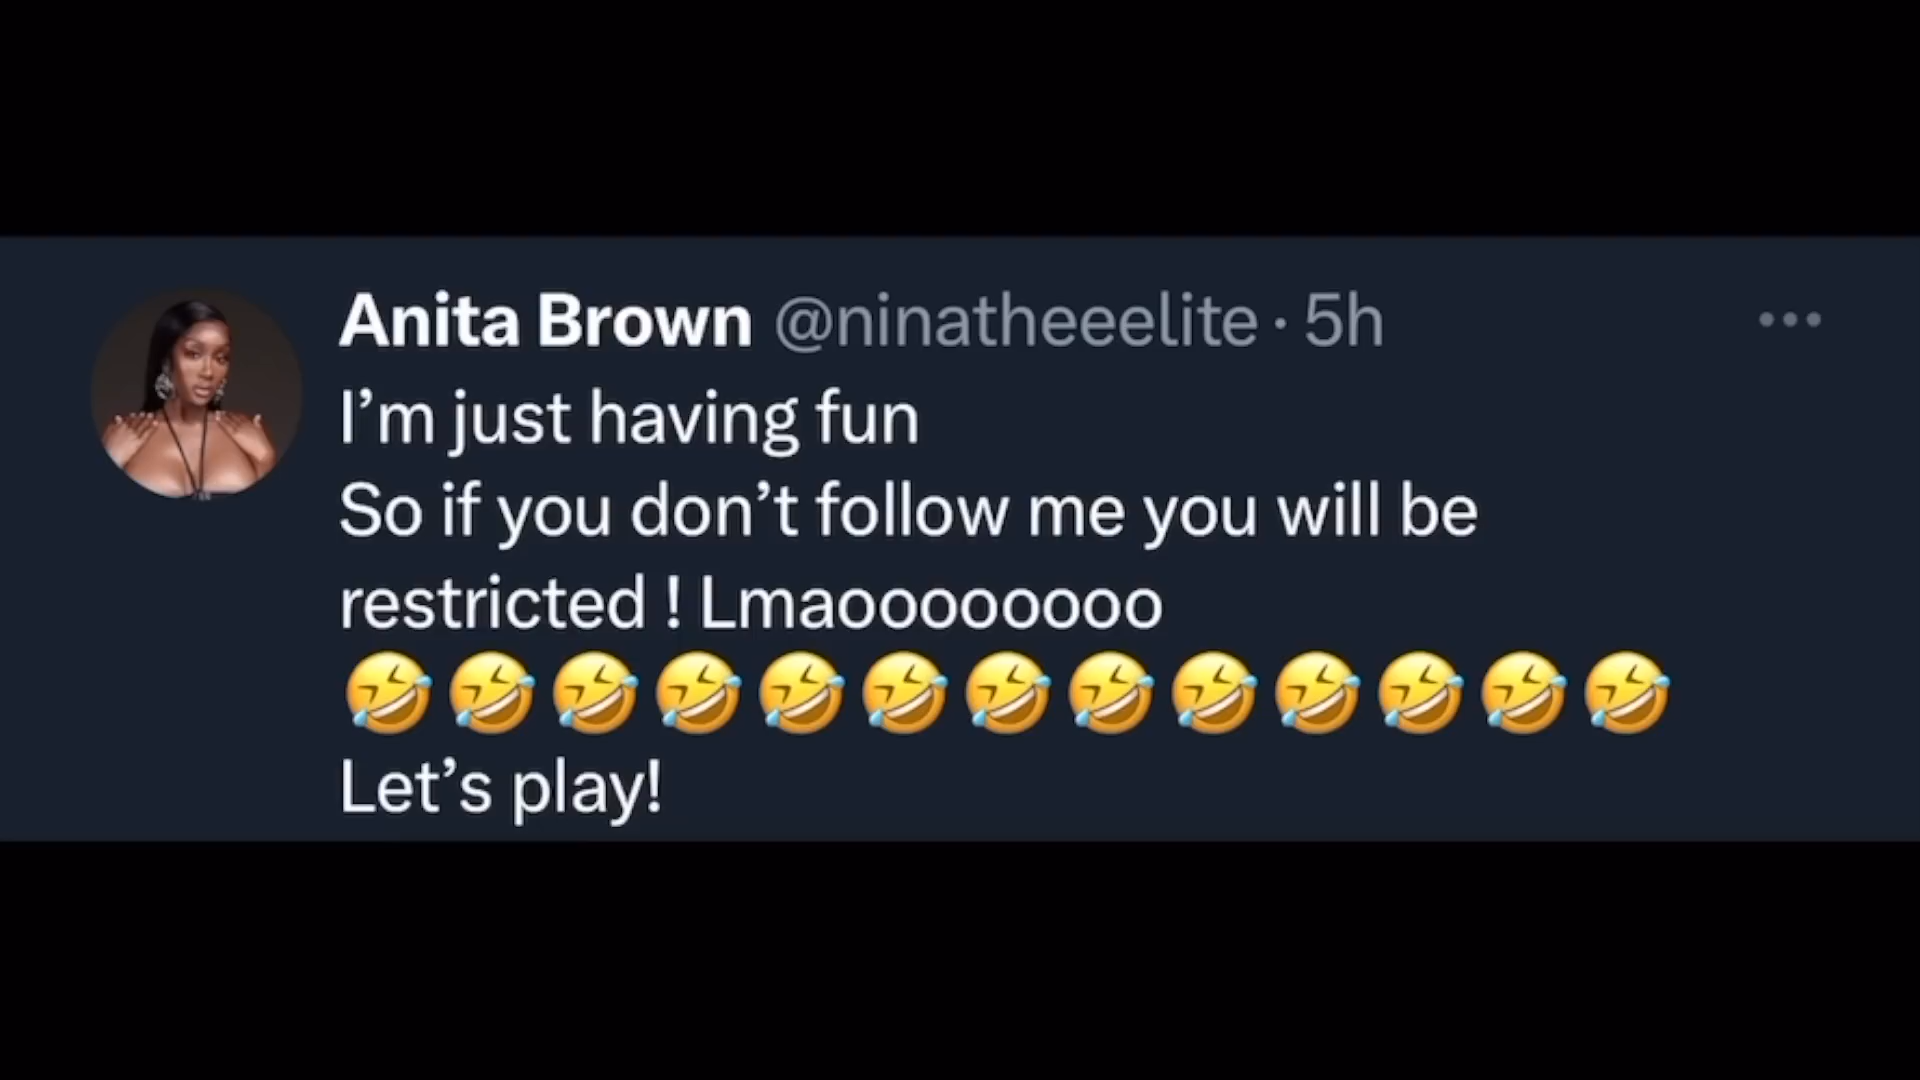 Anita Brown @ninatheeelite · 5h
I’m just having fun
So if you don’t follow me you will be
restricted ! Lmaoooooooo
🤣🤣🤣🤣🤣🤣🤣🤣🤣🤣🤣🤣🤣
Let’s play!